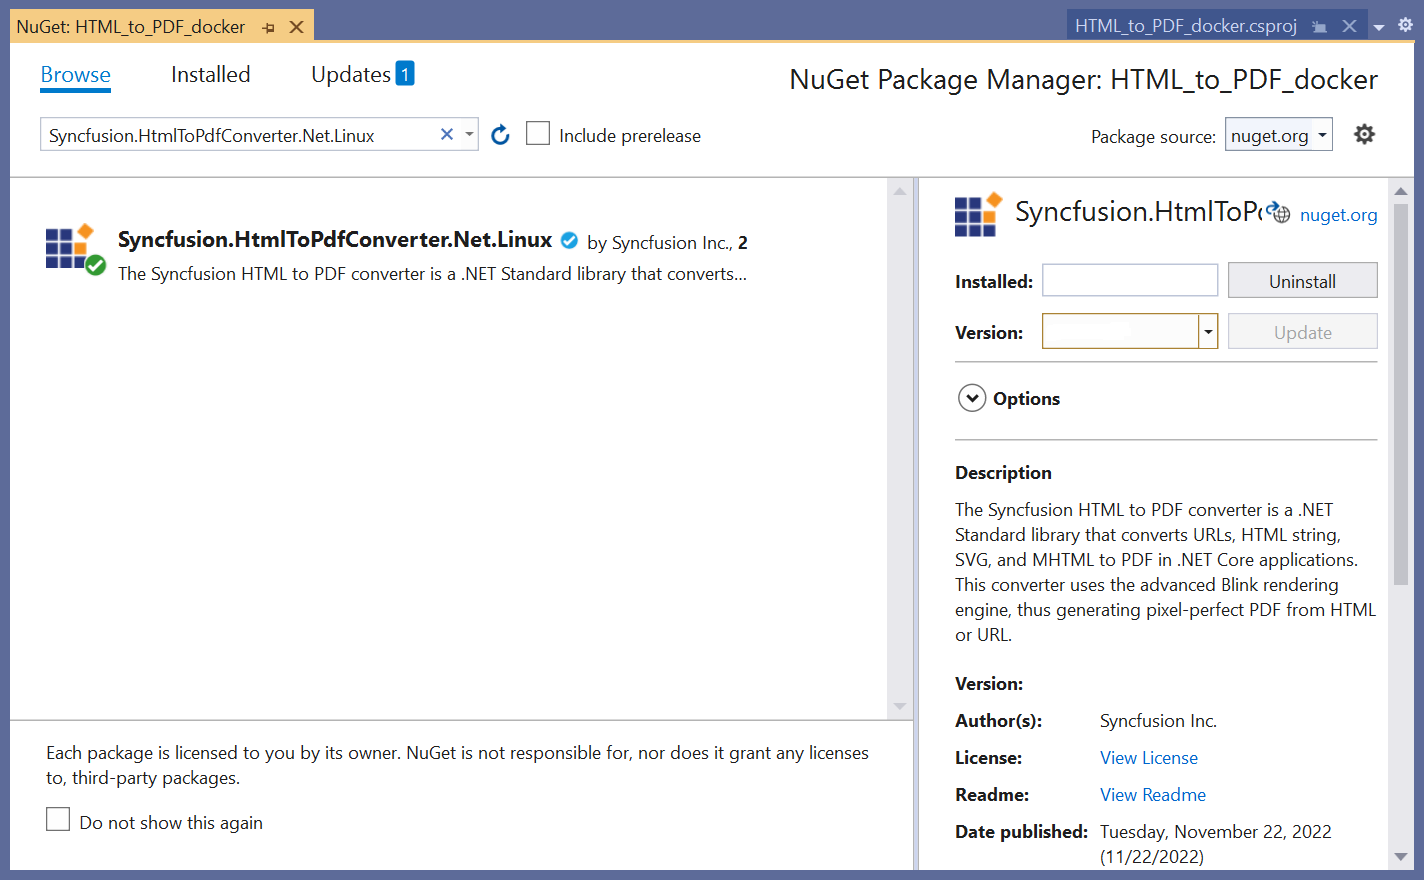 NuGet: HTML_to_PDF_docker
HTML_to_PDF_docker.csproj
Browse
Installed
Updates 1
NuGet Package Manager: HTML_to_PDF_docker
Syncfusion.HtmlToPdfConverter.Net.Linux
Include prerelease
Package source: nuget.org
Syncfusion.HtmlToPdfConverter.Net.Linux by Syncfusion Inc., 2
The Syncfusion HTML to PDF converter is a .NET Standard library that converts...
Each package is licensed to you by its owner. NuGet is not responsible for, nor does it grant any licenses
to, third-party packages.
Do not show this again
Syncfusion.HtmlToP
nuget.org
Installed:
Uninstall
Version:
Update
Options
Description
The Syncfusion HTML to PDF converter is a .NET
Standard library that converts URLs, HTML string,
SVG, and MHTML to PDF in .NET Core applications.
This converter uses the advanced Blink rendering
engine, thus generating pixel-perfect PDF from HTML
or URL.
Version:
Author(s): Syncfusion Inc.
License: View License
Readme: View Readme
Date published: Tuesday, November 22, 2022
(11/22/2022)